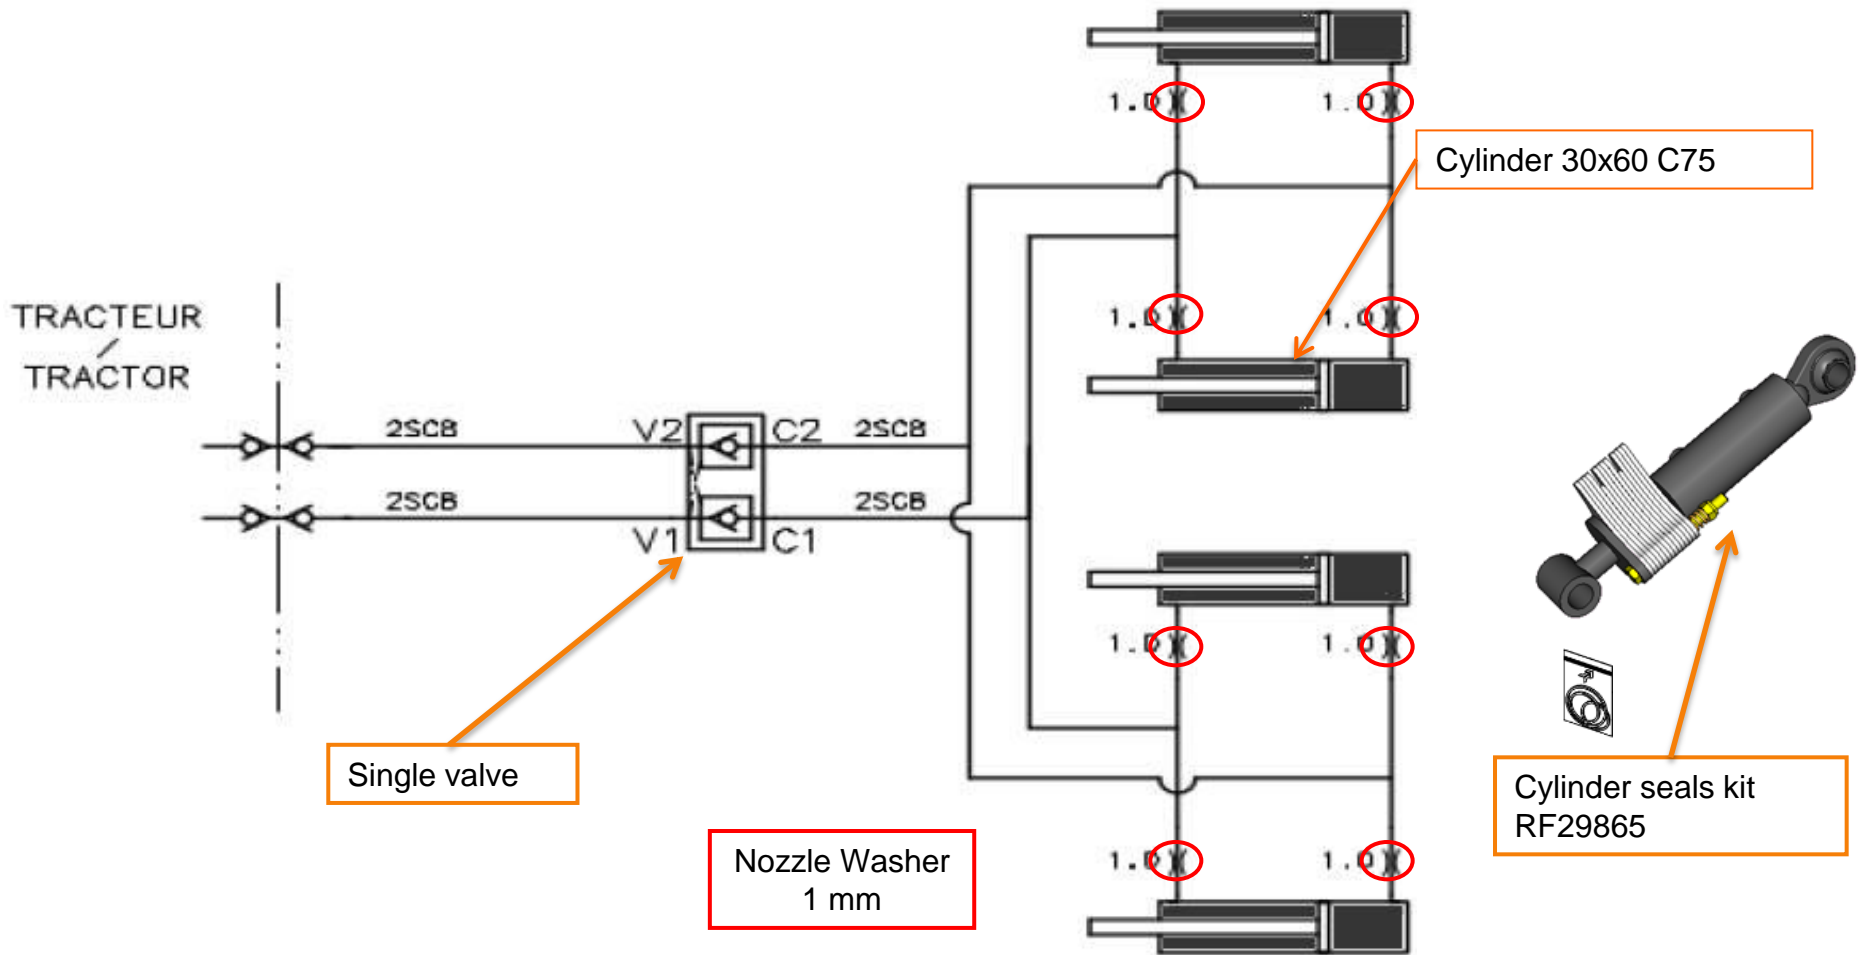 1.0 1.0
Cylinder 30x60 C75
TRACTEUR
/
TRACTOR
1.0 1.0
2SCB V2 C2 2SCB
2SCB V1 C1 2SCB
1.0 1.0
Single valve
Cylinder seals kit
RF29865
Nozzle Washer
1 mm
1.0 1.0